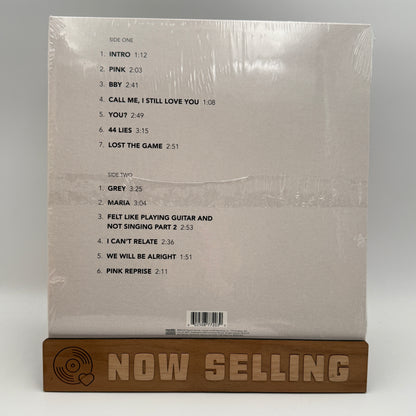 SIDE ONE
1. INTRO 1:12
2. PINK 2:03
3. BBY 2:41
4. CALL ME, I STILL LOVE YOU 1:08
5. YOU? 2:49
6. 44 LIES 3:15
7. LOST THE GAME 2:51
SIDE TWO
1. GREY 3:25
2. MARIA 3:04
3. FELT LIKE PLAYING GUITAR AND
NOT SINGING PART 2 2:53
4. I CAN'T RELATE 2:36
5. WE WILL BE ALRIGHT 1:51
6. PINK REPRISE 2:11
NOW SELLING